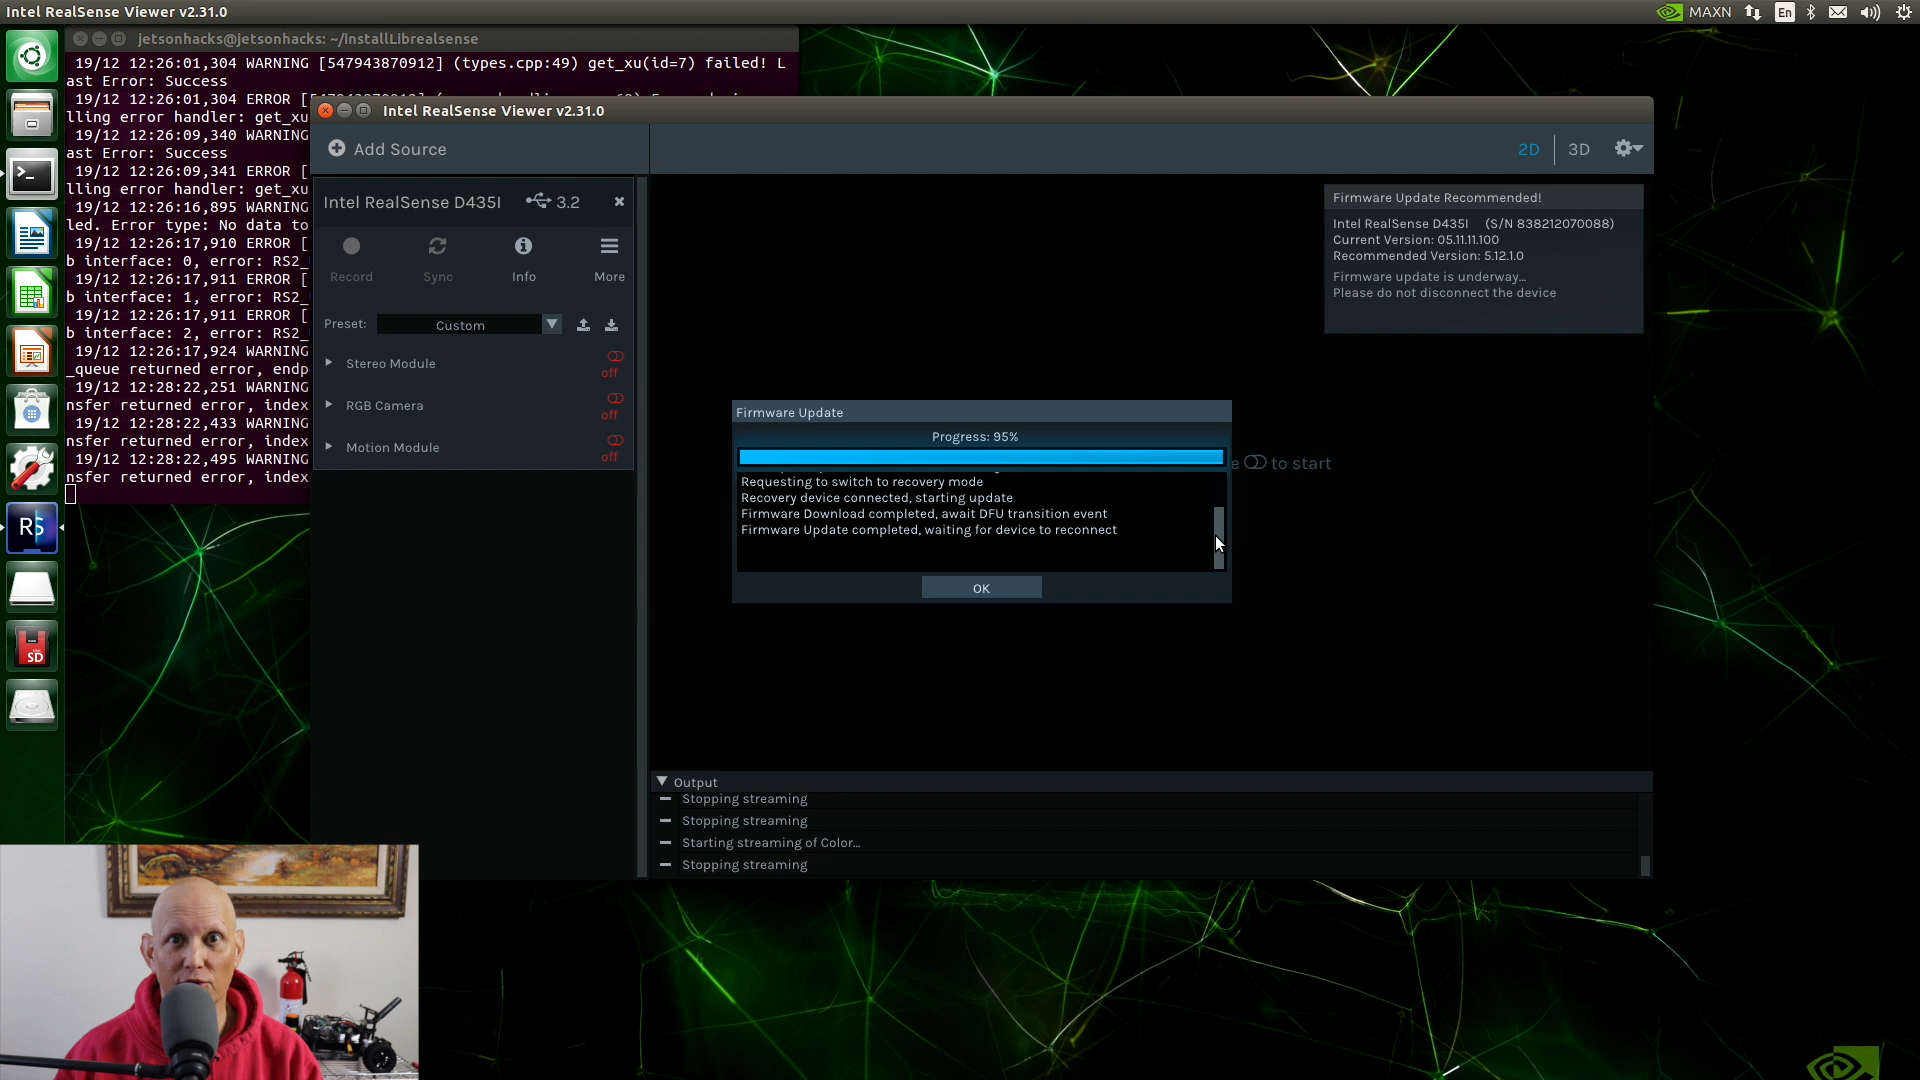 Intel RealSense Viewer v2.31.0
MAXN
En
jetsonhacks@jetsonhacks: ~/installLibrealsense
19/12 12:26:01,304 WARNING [547943870912] (types.cpp:49) get_xu(id=7) failed! L
ast Error: Success
19/12 12:26:01,304 ERROR [
lling error handler: get_xu
19/12 12:26:09,340 WARNING
ast Error: Success
19/12 12:26:09,341 ERROR [
lling error handler: get_xu
19/12 12:26:16,895 WARNING
led. Error type: No data to
19/12 12:26:17,910 ERROR [
b interface: 0, error: RS2_
19/12 12:26:17,911 ERROR [
b interface: 1, error: RS2_
19/12 12:26:17,911 ERROR [
b interface: 2, error: RS2_
19/12 12:26:17,924 WARNING
_queue returned error, endp
19/12 12:28:22,251 WARNING
nsfer returned error, index
19/12 12:28:22,433 WARNING
nsfer returned error, index
19/12 12:28:22,495 WARNING
nsfer returned error, index
RS
SD
Intel RealSense Viewer v2.31.0
Add Source
2D
3D
Intel RealSense D435I
3.2
Record
Sync
Info
More
Preset:
Custom
Stereo Module
off
RGB Camera
off
Motion Module
off
Firmware Update Recommended!
Intel RealSense D435I (S/N 838212070088)
Current Version: 05.11.11.100
Recommended Version: 5.12.1.0
Firmware update is underway...
Please do not disconnect the device
e to start
Firmware Update
Progress: 95%
Requesting to switch to recovery mode
Recovery device connected, starting update
Firmware Download completed, await DFU transition event
Firmware Update completed, waiting for device to reconnect
OK
Output
Stopping streaming
Stopping streaming
Starting streaming of Color...
Stopping streaming